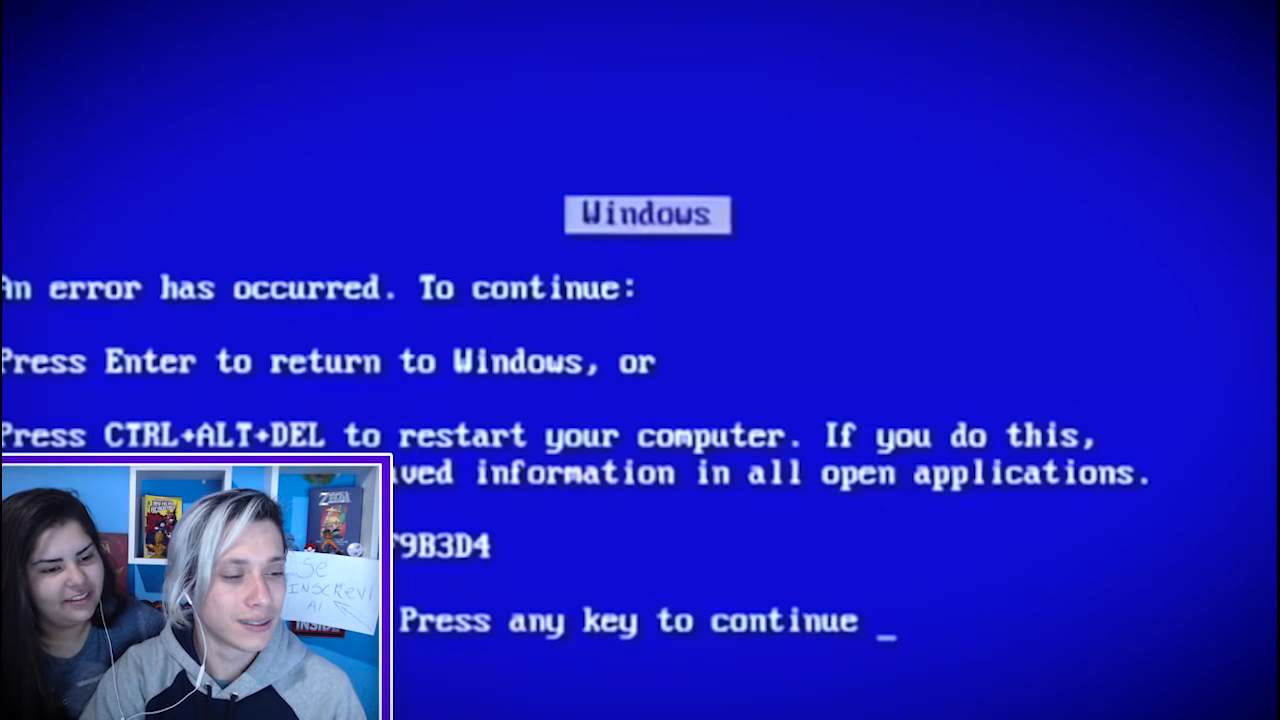 Windows
An error has occurred. To continue:
Press Enter to return to Windows, or
Press CTRL+ALT+DEL to restart your computer. If you do this,
information in all open applications.
9B3D4
Press any key to continue _
ZELDA
SE
INSCREVI
AI
INSIDE